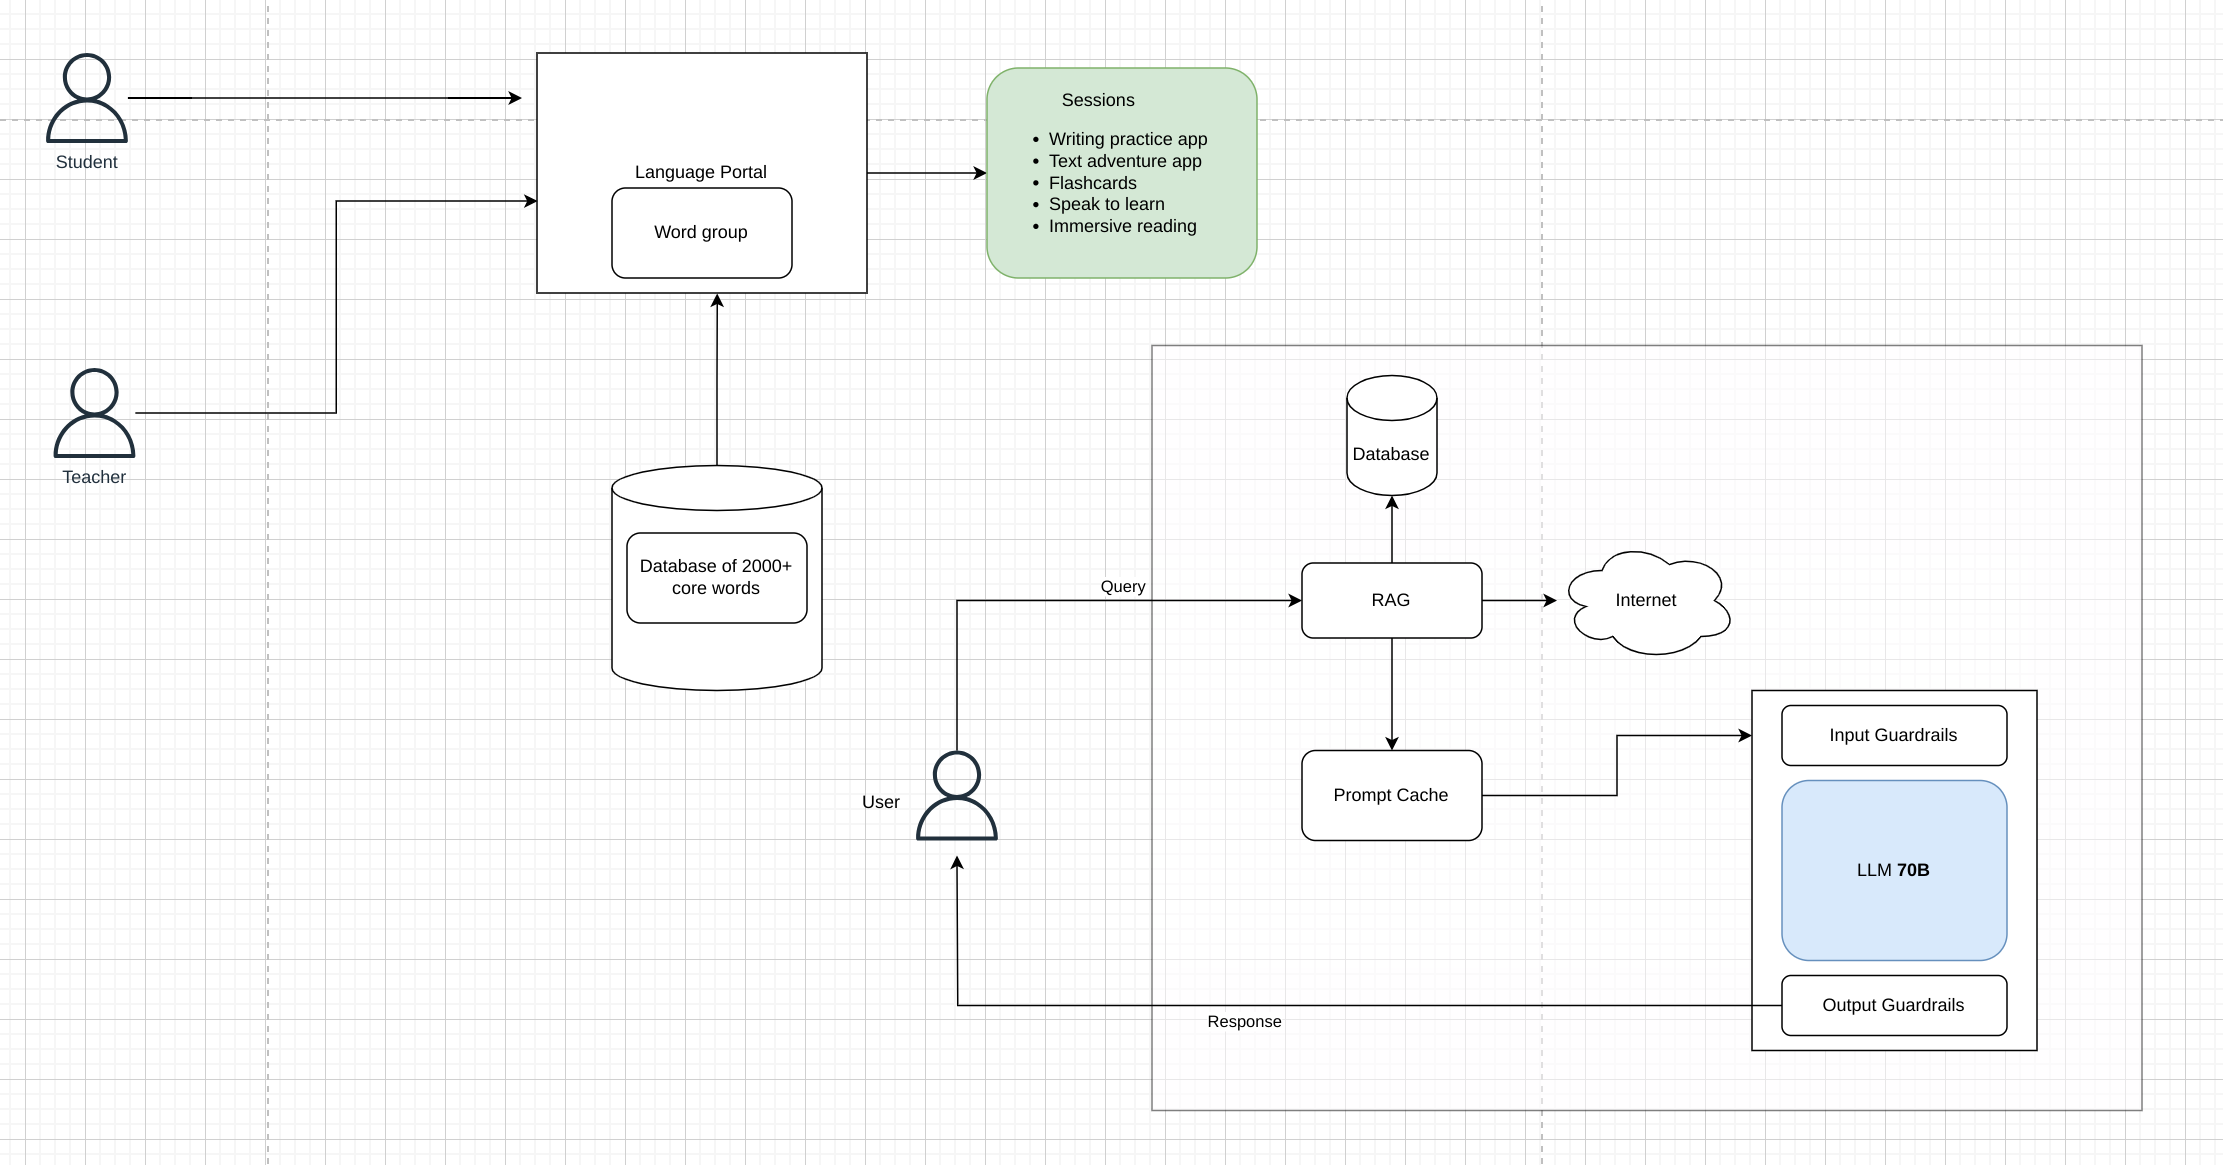 Student
Language Portal
Word group
Sessions
• Writing practice app
• Text adventure app
• Flashcards
• Speak to learn
• Immersive reading
Teacher
Database of 2000+
core words
Database
Query
RAG
Internet
User
Prompt Cache
Input Guardrails
LLM 70B
Output Guardrails
Response